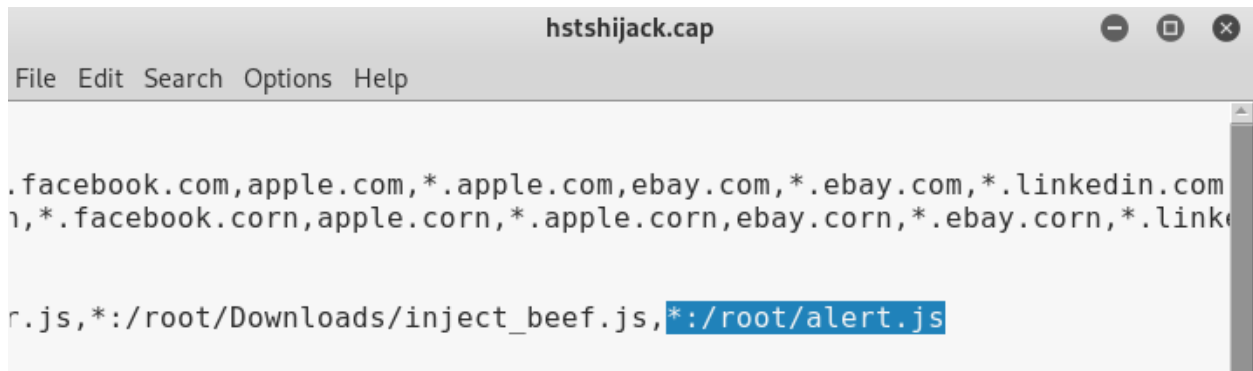 hstshijack.cap
File Edit Search Options Help
.facebook.com,apple.com,*.apple.com,ebay.com,*.ebay.com,*.linkedin.com
,*.facebook.corn,apple.corn,*.apple.corn,ebay.corn,*.ebay.corn,*.link
r.js,*:/root/Downloads/inject_beef.js,*:/root/alert.js